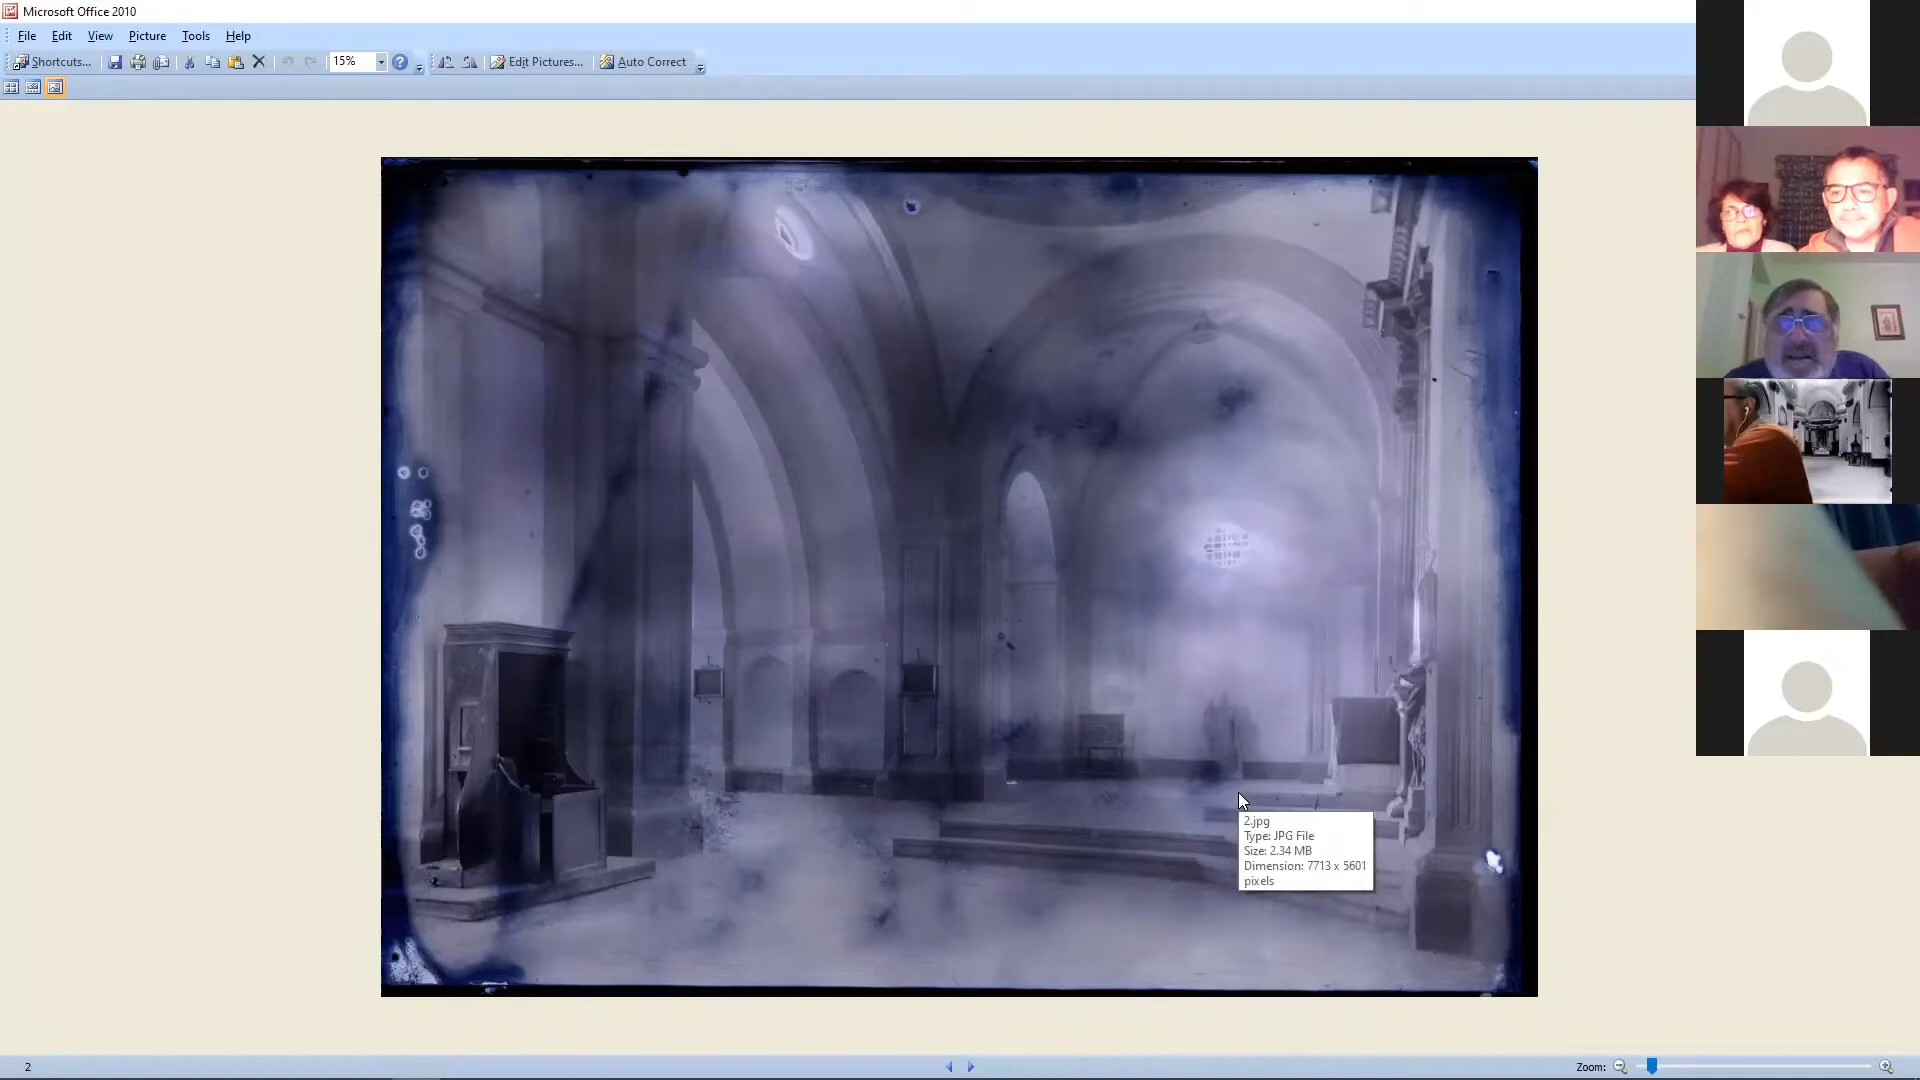 Microsoft Office 2010
File Edit View Picture Tools Help
Shortcuts... 15% Edit Pictures... Auto Correct
2.jpg
Type: JPG File
Size: 2.34 MB
Dimension: 7713 x 5601
pixels
2 Zoom: